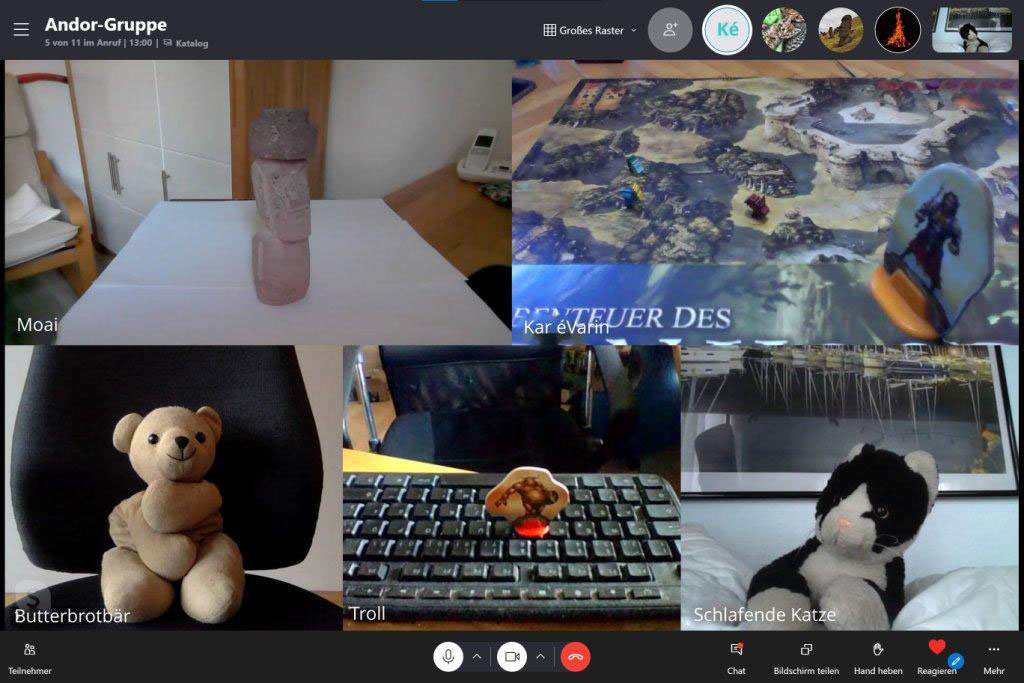 Andor-Gruppe
5 von 11 im Anruf | 13:00 | Katalog
Großes Raster
Ké
Moai
ENTEUER DES
Kar éVarin
S
Butterbrotbär
Troll
Schlafende Katze
Teilnehmer
Chat
Bildschirm teilen
Hand heben
Reagieren
Mehr